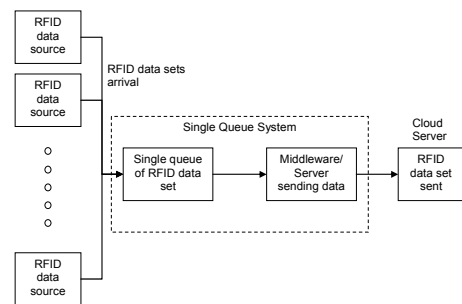 RFID
data
source
RFID data sets
arrival
RFID
data
source
Single Queue System
Cloud
Server
Single queue
of RFID data
set
Middleware/
Server
sending data
RFID
data set
sent
RFID
data
source